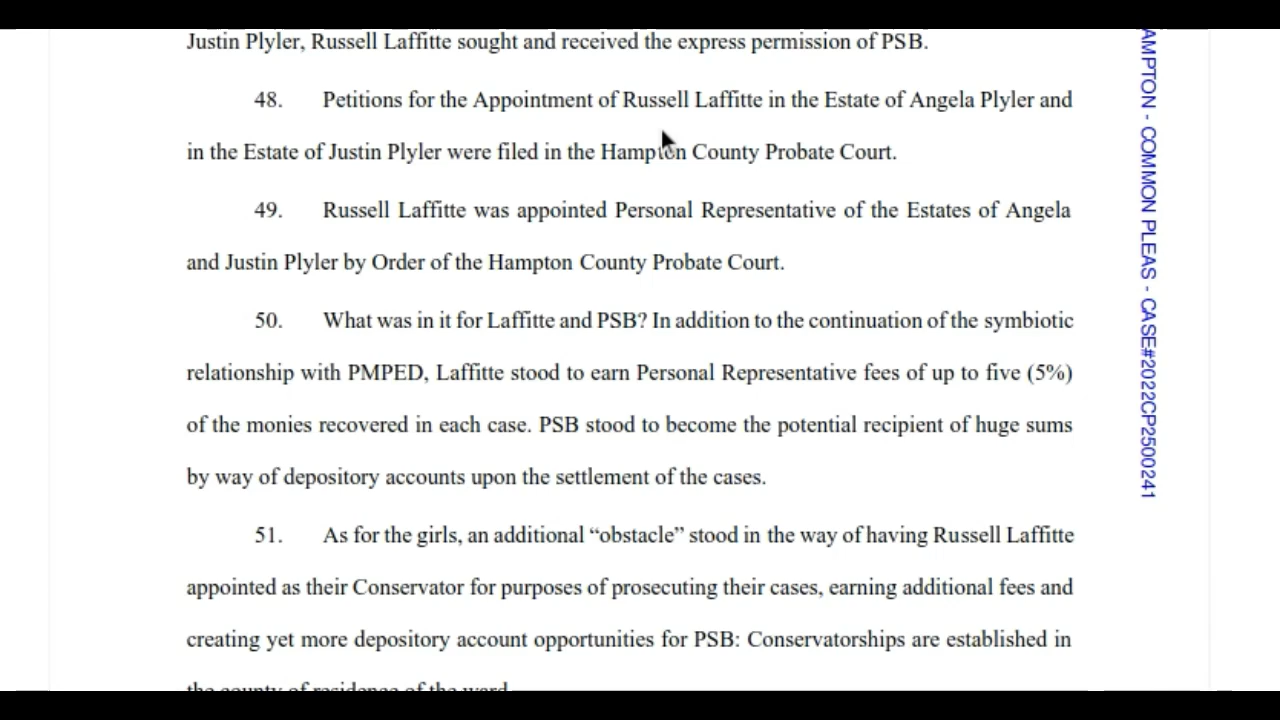 Justin Plyler, Russell Laffitte sought and received the express permission of PSB.
48. Petitions for the Appointment of Russell Laffitte in the Estate of Angela Plyler and
in the Estate of Justin Plyler were filed in the Hampton County Probate Court.
49. Russell Laffitte was appointed Personal Representative of the Estates of Angela
and Justin Plyler by Order of the Hampton County Probate Court.
50. What was in it for Laffitte and PSB? In addition to the continuation of the symbiotic
relationship with PMPED, Laffitte stood to earn Personal Representative fees of up to five (5%)
of the monies recovered in each case. PSB stood to become the potential recipient of huge sums
by way of depository accounts upon the settlement of the cases.
51. As for the girls, an additional “obstacle” stood in the way of having Russell Laffitte
appointed as their Conservator for purposes of prosecuting their cases, earning additional fees and
creating yet more depository account opportunities for PSB: Conservatorships are established in
the county of residence of the ward.
AMPTON - COMMON PLEAS - CASE#2022CP2500241